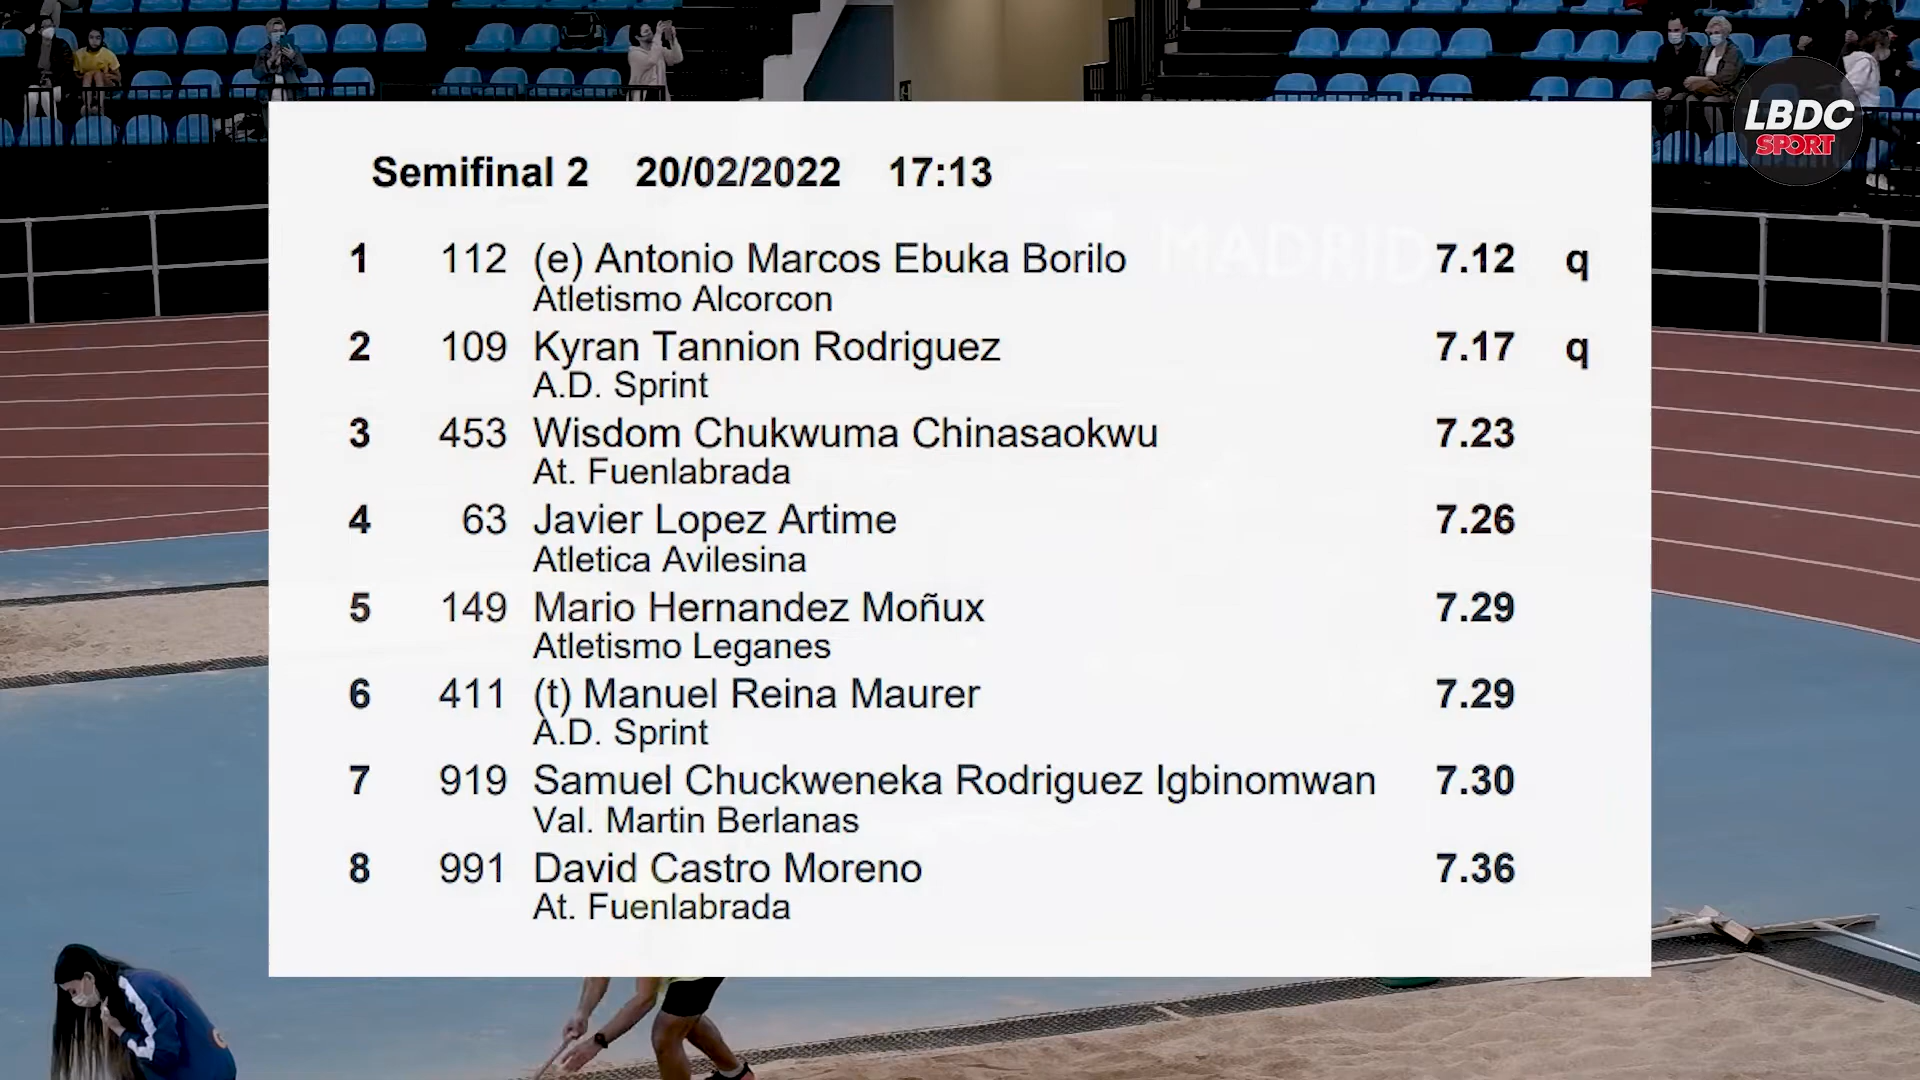 LBDC
SPORT
Semifinal 2 20/02/2022 17:13
MADRID
1 112 (e) Antonio Marcos Ebuka Borilo 7.12 q
Atletismo Alcorcon
2 109 Kyran Tannion Rodriguez 7.17 q
A.D. Sprint
3 453 Wisdom Chukwuma Chinasaokwu 7.23
At. Fuenlabrada
4 63 Javier Lopez Artime 7.26
Atletica Avilesina
5 149 Mario Hernandez Moñux 7.29
Atletismo Leganes
6 411 (t) Manuel Reina Maurer 7.29
A.D. Sprint
7 919 Samuel Chuckweneka Rodriguez Igbinomwan 7.30
Val. Martin Berlanas
8 991 David Castro Moreno 7.36
At. Fuenlabrada